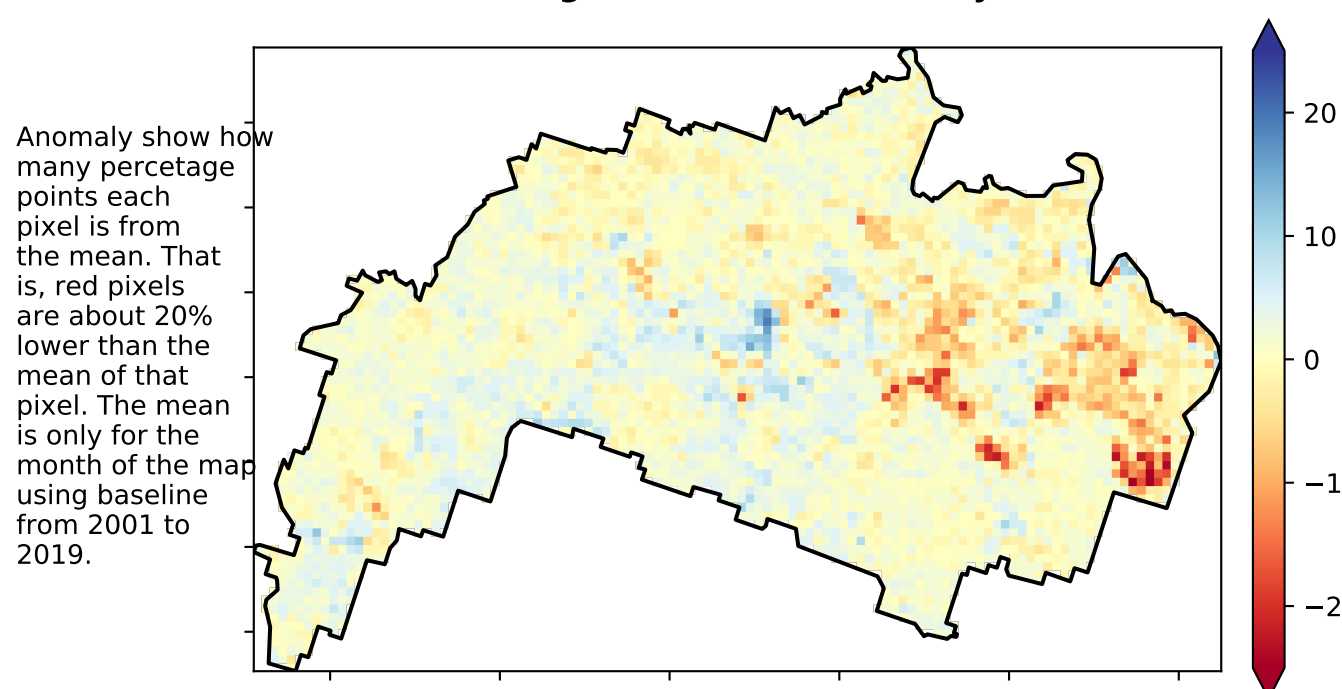 Anomaly show how
many percetage
points each
pixel is from
the mean. That
is, red pixels
are about 20%
lower than the
mean of that
pixel. The mean
is only for the
month of the map
using baseline
from 2001 to
2019.
20
10
0
−1
−2